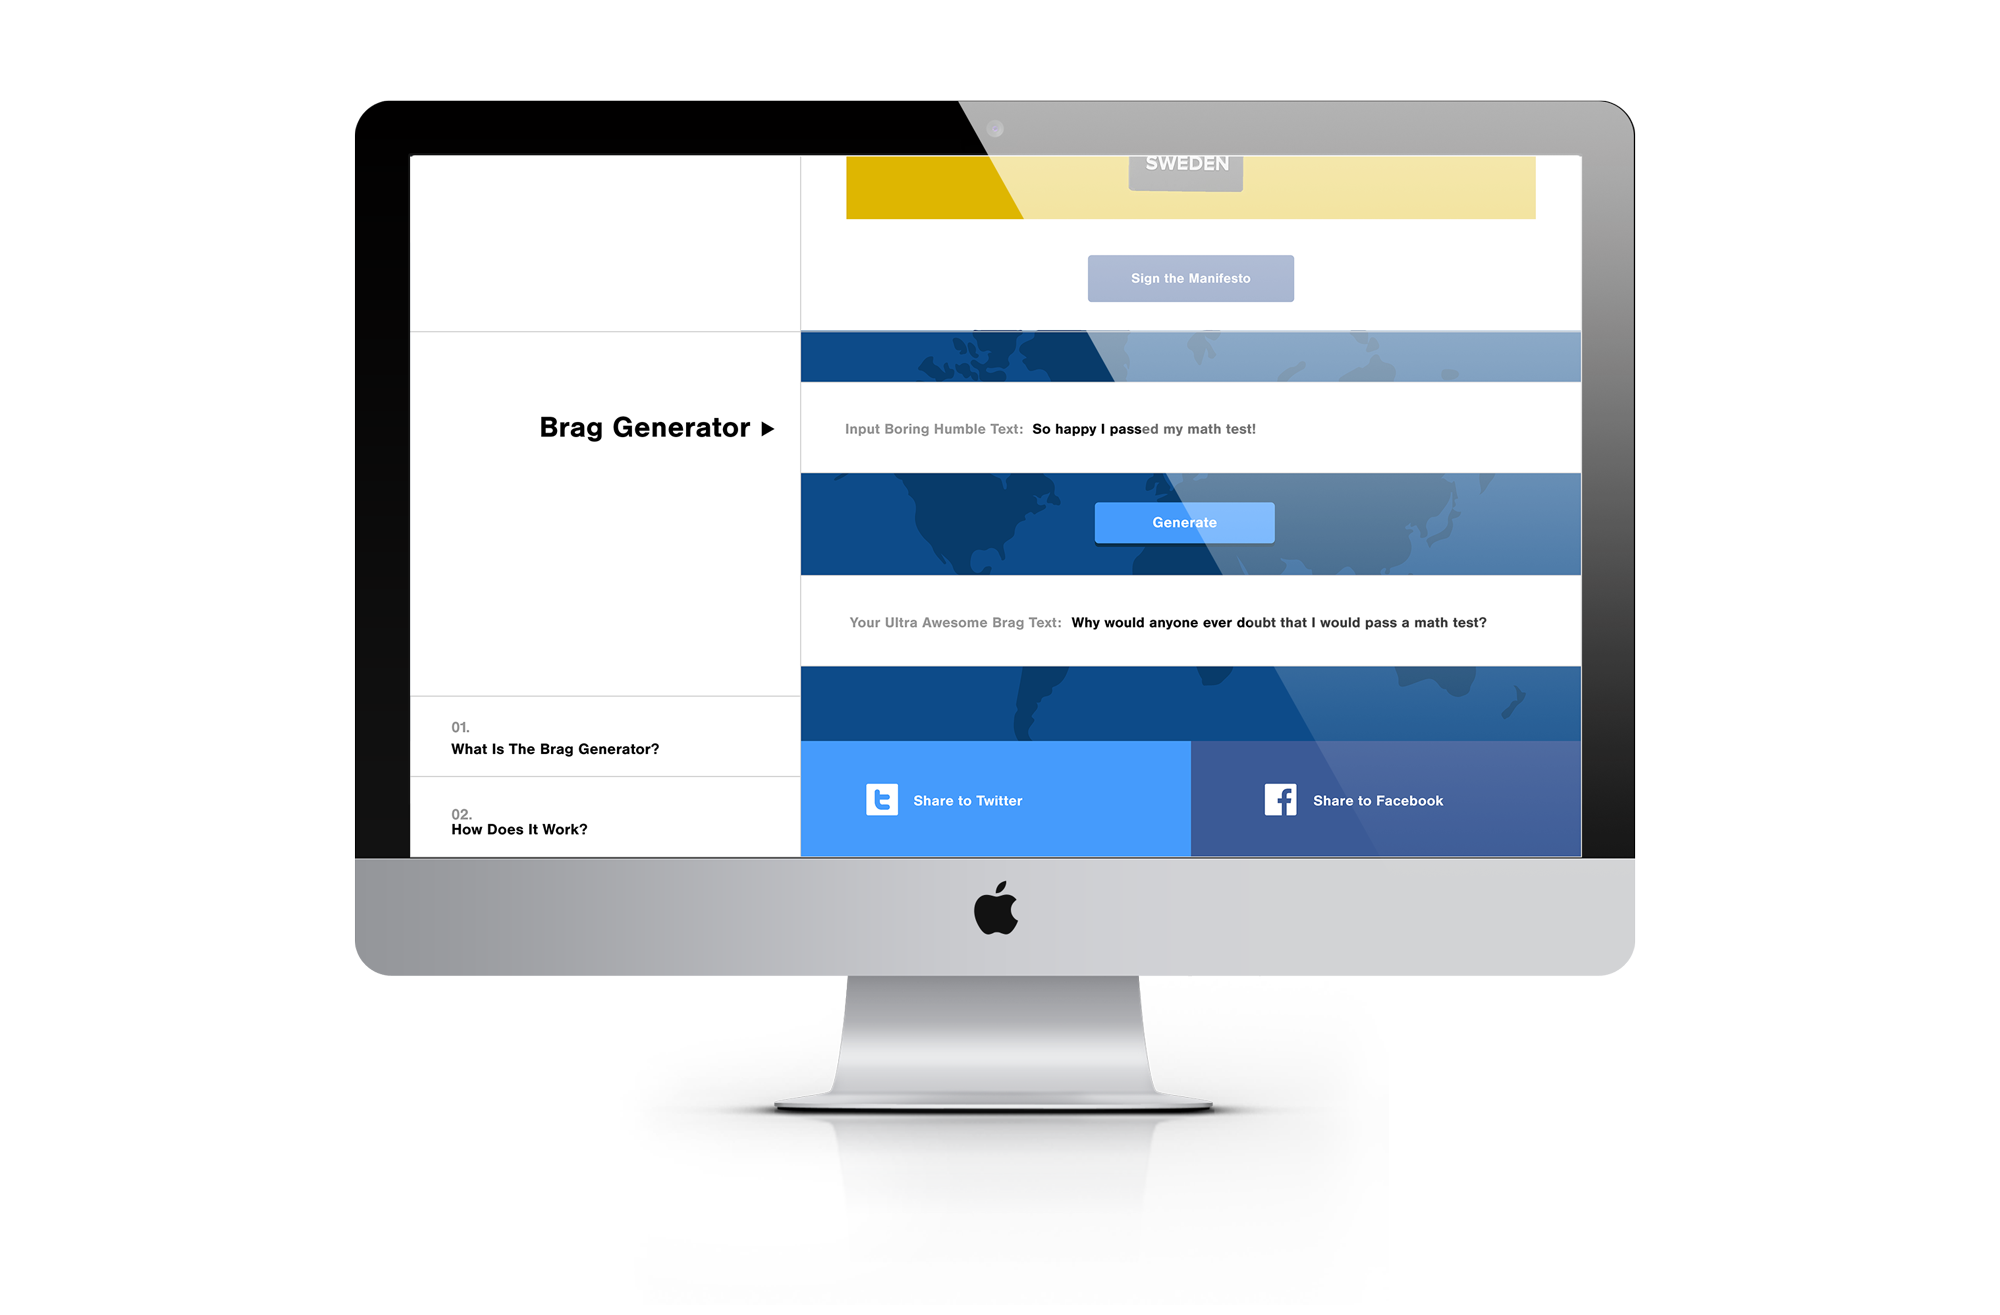 SWEDEN
Sign the Manifesto
Brag Generator
Input Boring Humble Text: So happy I passed my math test!
Generate
Your Ultra Awesome Brag Text: Why would anyone ever doubt that I would pass a math test?
01.
What Is The Brag Generator?
02.
How Does It Work?
Share to Twitter
Share to Facebook